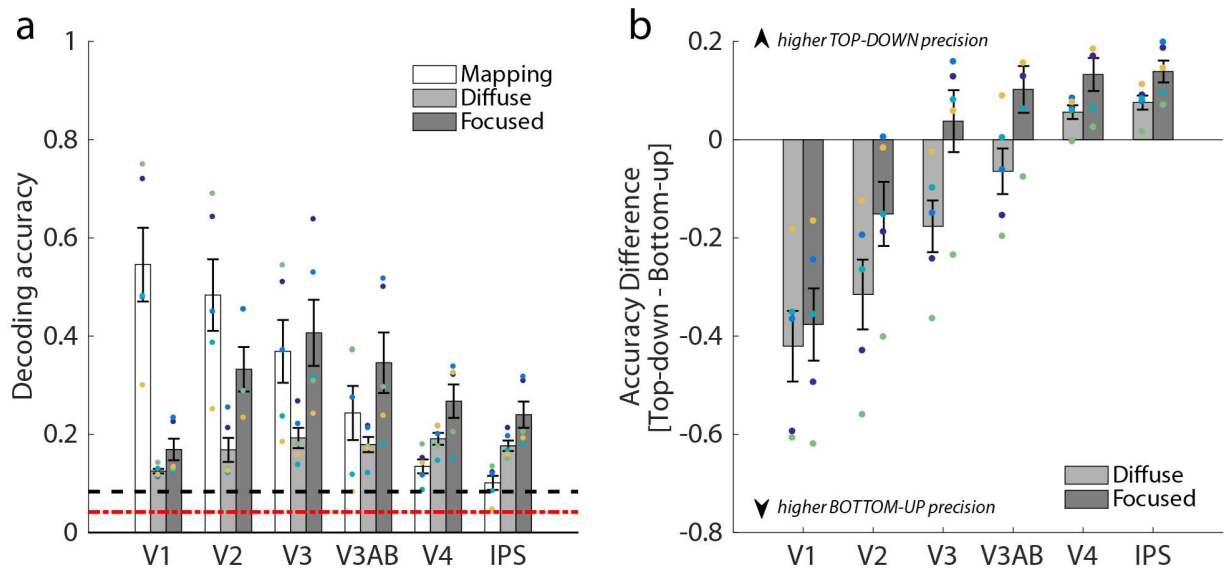 a
1
0.8
0.6
0.4
0.2
0
Decoding accuracy
Mapping
Diffuse
Focused
V1 V2 V3 V3AB V4 IPS
b
0.2
0
-0.2
-0.4
-0.6
-0.8
Accuracy Difference
[Top-down - Bottom-up]
higher TOP-DOWN precision
higher BOTTOM-UP precision
Diffuse
Focused
V1 V2 V3 V3AB V4 IPS